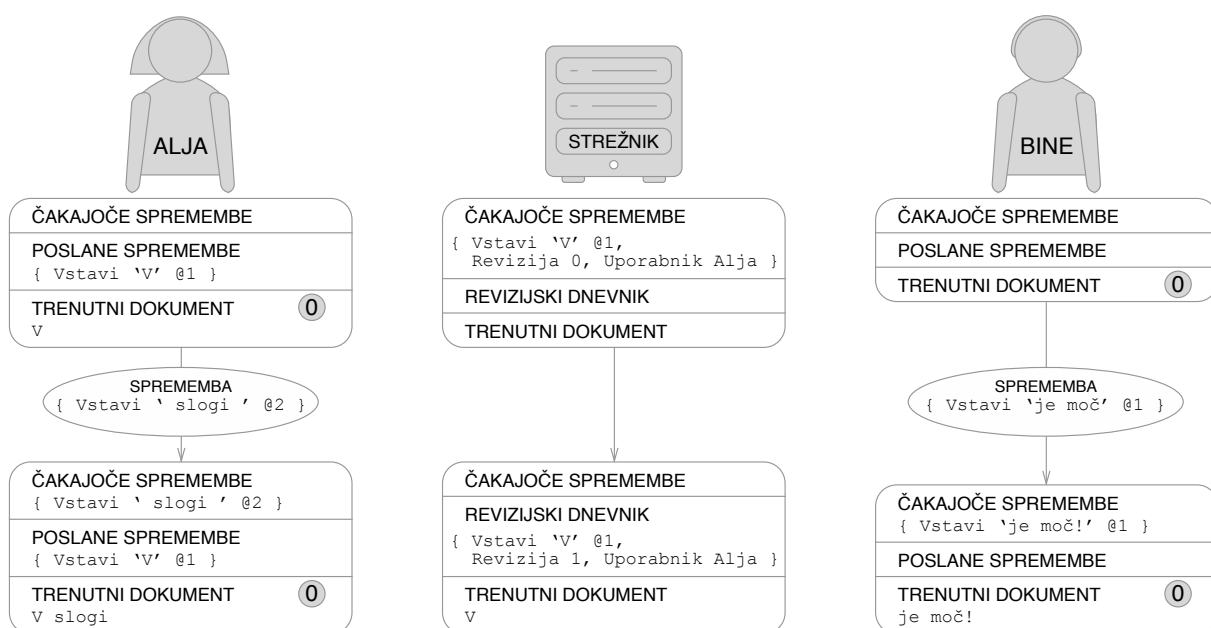 ALJA
ČAKAJOČE SPREMEMBE
POSLANE SPREMEMBE
{ Vstavi ‘V’ @1 }
TRENUTNI DOKUMENT 0
V
SPREMEMBA
{ Vstavi ‘ slogi ’ @2 }
ČAKAJOČE SPREMEMBE
{ Vstavi ‘ slogi ’ @2 }
POSLANE SPREMEMBE
{ Vstavi ‘V’ @1 }
TRENUTNI DOKUMENT 0
V slogi
STREŽNIK
ČAKAJOČE SPREMEMBE
{ Vstavi ‘V’ @1,
Revizija 0, Uporabnik Alja }
REVIZIJSKI DNEVNIK
TRENUTNI DOKUMENT
ČAKAJOČE SPREMEMBE
REVIZIJSKI DNEVNIK
{ Vstavi ‘V’ @1,
Revizija 1, Uporabnik Alja }
TRENUTNI DOKUMENT
V
BINE
ČAKAJOČE SPREMEMBE
POSLANE SPREMEMBE
TRENUTNI DOKUMENT 0
SPREMEMBA
{ Vstavi ‘je moč’ @1 }
ČAKAJOČE SPREMEMBE
{ Vstavi ‘je moč!’ @1 }
POSLANE SPREMEMBE
TRENUTNI DOKUMENT 0
je moč!